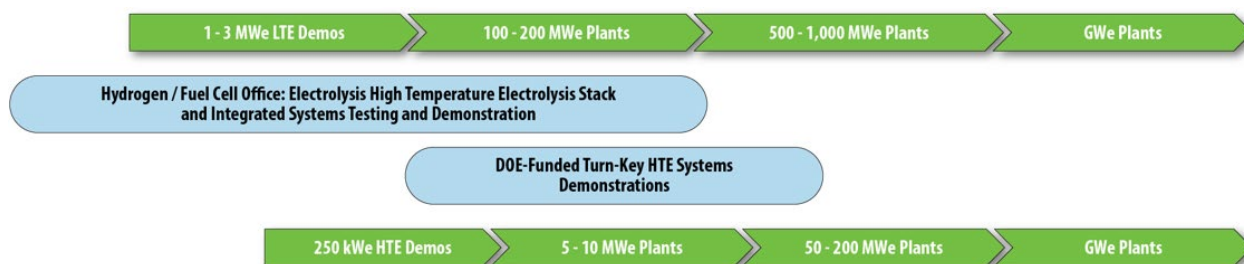 1 - 3 MWe LTE Demos
100 - 200 MWe Plants
500 - 1,000 MWe Plants
GWe Plants
Hydrogen / Fuel Cell Office: Electrolysis High Temperature Electrolysis Stack
and Integrated Systems Testing and Demonstration
DOE-Funded Turn-Key HTE Systems
Demonstrations
250 kWe HTE Demos
5 - 10 MWe Plants
50 - 200 MWe Plants
GWe Plants